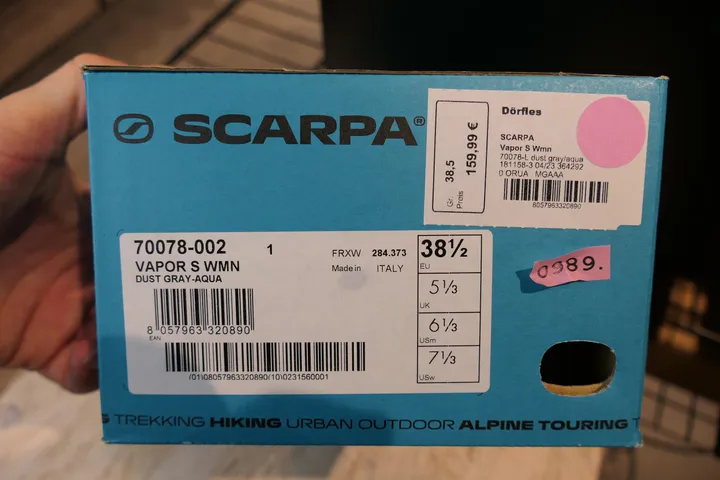 SCARPA®
Dörfles
Gr. 38,5
Preis 159,99 €
SCARPA
Vapor S Wmn
70078-L dust gray/aqua
181158-3 04/23 364292
0 ORUA MGAAA
8057963320890
70078-002 1 FRXW 284.373
VAPOR S WMN Made in ITALY
DUST GRAY-AQUA
8 057963 320890
EAN
(01)08057963320890(10)0231560001
38½
EU
5⅓
UK
6⅓
USm
7⅓
USw
0989.
G TREKKING HIKING URBAN OUTDOOR ALPINE TOURING T